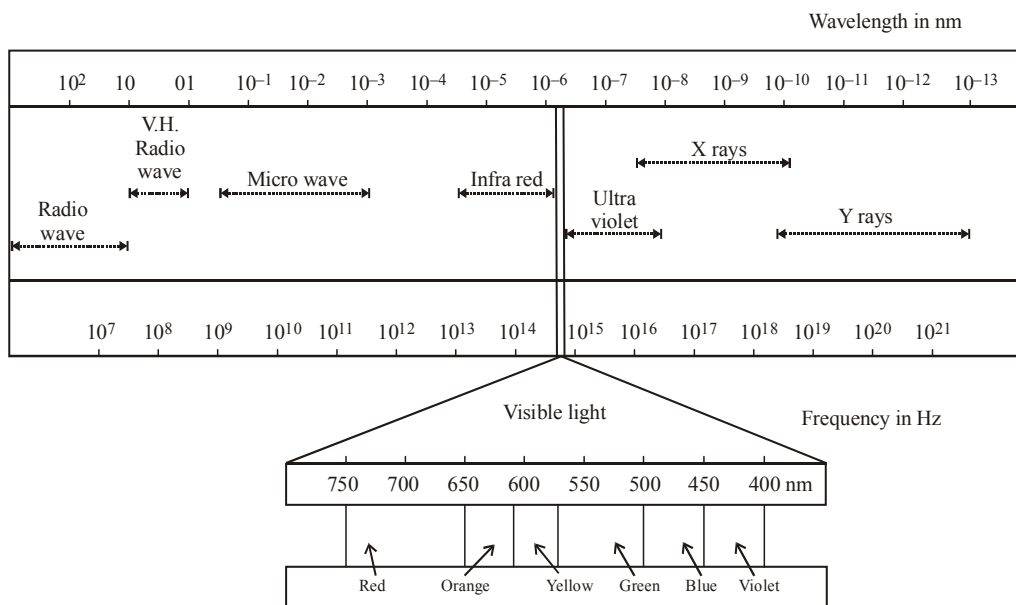 Wavelength in nm
10² 10 01 10⁻¹ 10⁻² 10⁻³ 10⁻⁴ 10⁻⁵ 10⁻⁶ 10⁻⁷ 10⁻⁸ 10⁻⁹ 10⁻¹⁰ 10⁻¹¹ 10⁻¹² 10⁻¹³
V.H.
Radio
wave
Micro wave
Infra red
X rays
Radio
wave
Ultra
violet
Y rays
10⁷ 10⁸ 10⁹ 10¹⁰ 10¹¹ 10¹² 10¹³ 10¹⁴ 10¹⁵ 10¹⁶ 10¹⁷ 10¹⁸ 10¹⁹ 10²⁰ 10²¹
Visible light
Frequency in Hz
750 700 650 600 550 500 450 400 nm
Red Orange Yellow Green Blue Violet